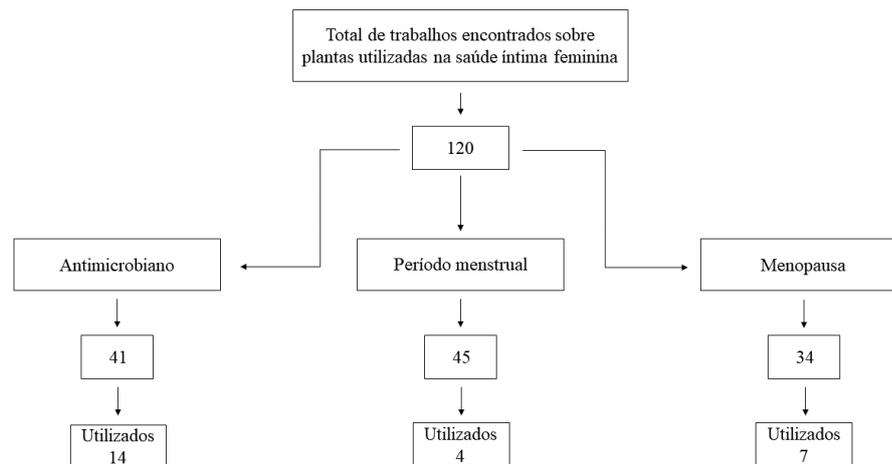 Total de trabalhos encontrados sobre
plantas utilizadas na saúde íntima feminina
120
Antimicrobiano
Período menstrual
Menopausa
41
45
34
Utilizados
14
Utilizados
4
Utilizados
7